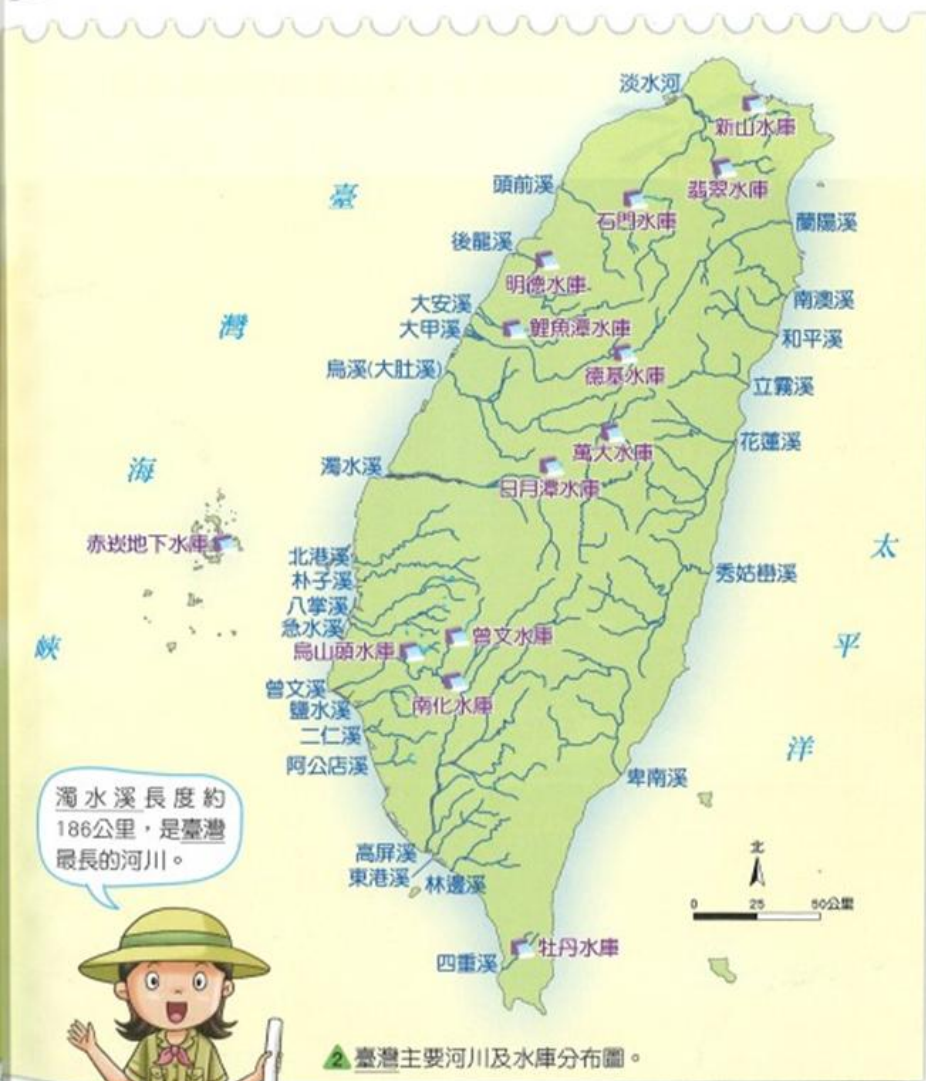 淡水河
新山水庫
翡翠水庫
頭前溪
石門水庫
蘭陽溪
臺
後龍溪
明德水庫
大安溪
南澳溪
灣
大甲溪
鯉魚潭水庫
和平溪
烏溪(大肚溪)
德基水庫
立霧溪
花蓮溪
萬大水庫
海
濁水溪
日月潭水庫
赤崁地下水庫
太
北港溪
朴子溪
秀姑巒溪
八掌溪
急水溪
曾文水庫
峽
烏山頭水庫
平
曾文溪
南化水庫
鹽水溪
二仁溪
洋
阿公店溪
卑南溪
濁水溪長度約
186公里,是臺灣
最長的河川。
高屏溪
東港溪
林邊溪
北
0 25 50公里
牡丹水庫
四重溪
2 臺灣主要河川及水庫分布圖。